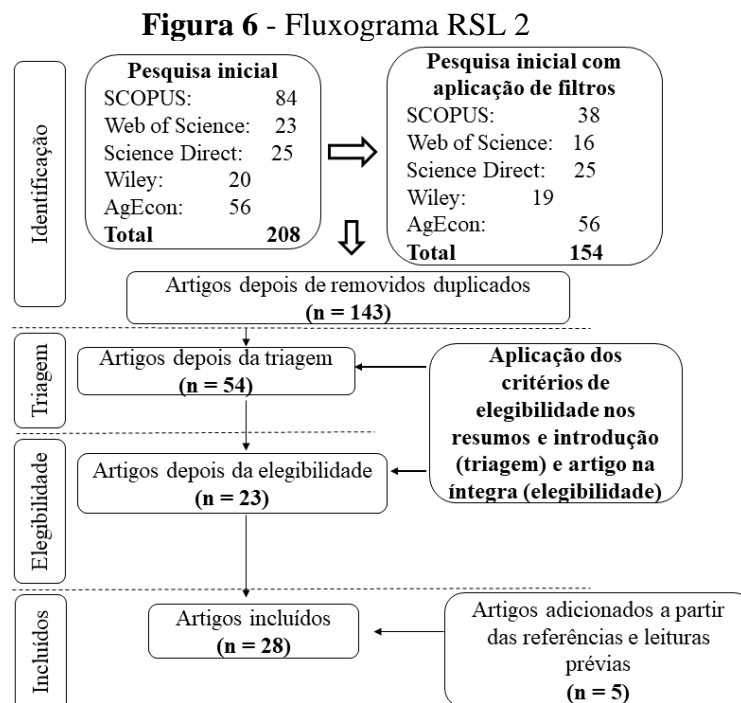 Figura 6 - Fluxograma RSL 2
Identificação
Pesquisa inicial
SCOPUS: 84
Web of Science: 23
Science Direct: 25
Wiley: 20
AgEcon: 56
Total 208
Pesquisa inicial com
aplicação de filtros
SCOPUS: 38
Web of Science: 16
Science Direct: 25
Wiley: 19
AgEcon: 56
Total 154
Artigos depois de removidos duplicados
(n = 143)
Triagem
Artigos depois da triagem
(n = 54)
Aplicação dos
critérios de
elegibilidade nos
resumos e introdução
(triagem) e artigo na
íntegra (elegibilidade)
Elegibilidade
Artigos depois da elegibilidade
(n = 23)
Incluídos
Artigos incluídos
(n = 28)
Artigos adicionados a partir
das referências e leituras
prévias
(n = 5)